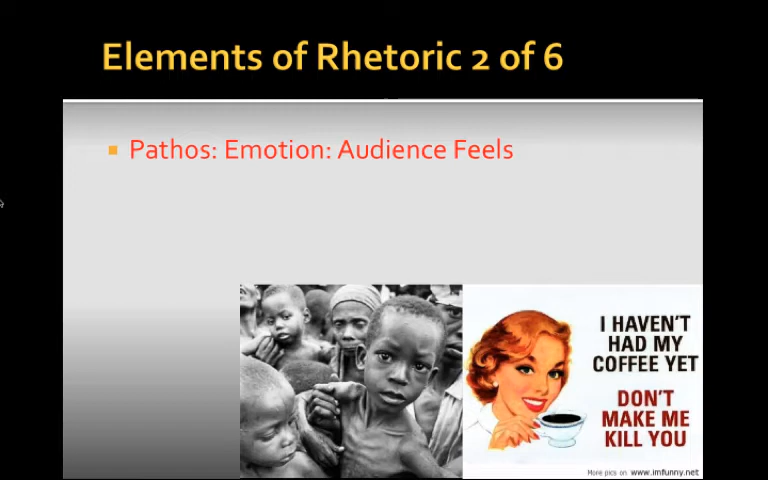 Elements of Rhetoric 2 of 6
Pathos: Emotion: Audience Feels
I HAVEN'T
HAD MY
COFFEE YET
DON'T
MAKE ME
KILL YOU
More pics on www.imfunny.net